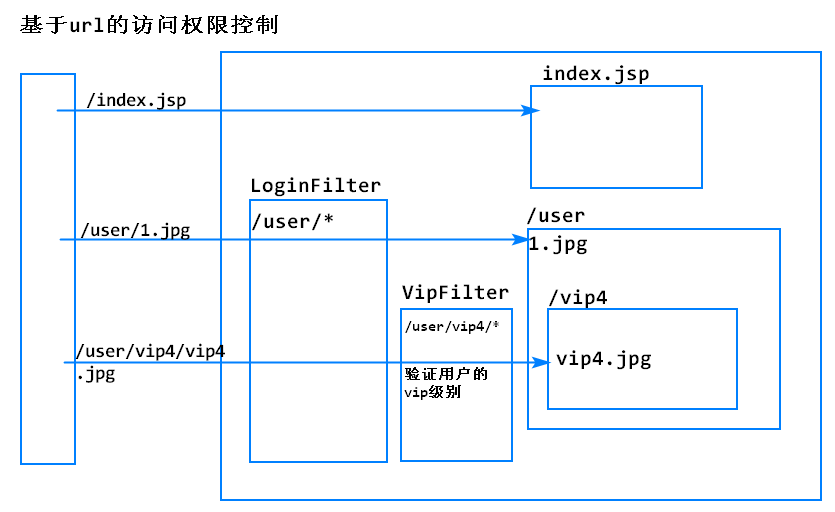 基于url的访问权限控制
index.jsp
/index.jsp
LoginFilter
/user/*
/user
/user/1.jpg
1.jpg
VipFilter
/vip4
/user/vip4/*
/user/vip4/vip4
.jpg
vip4.jpg
验证用户的
vip级别